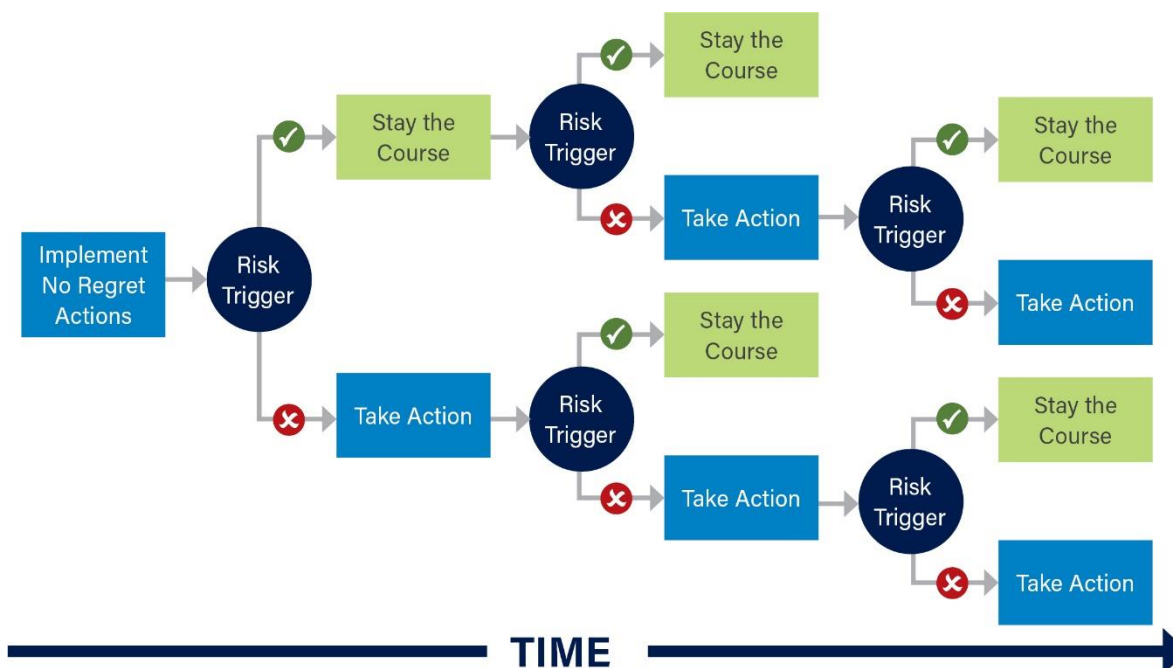 Implement
No Regret
Actions
Risk
Trigger
Stay the
Course
Take Action
Risk
Trigger
Risk
Trigger
Stay the
Course
Take Action
Stay the
Course
Take Action
Risk
Trigger
Risk
Trigger
Stay the
Course
Take Action
Stay the
Course
Take Action
TIME